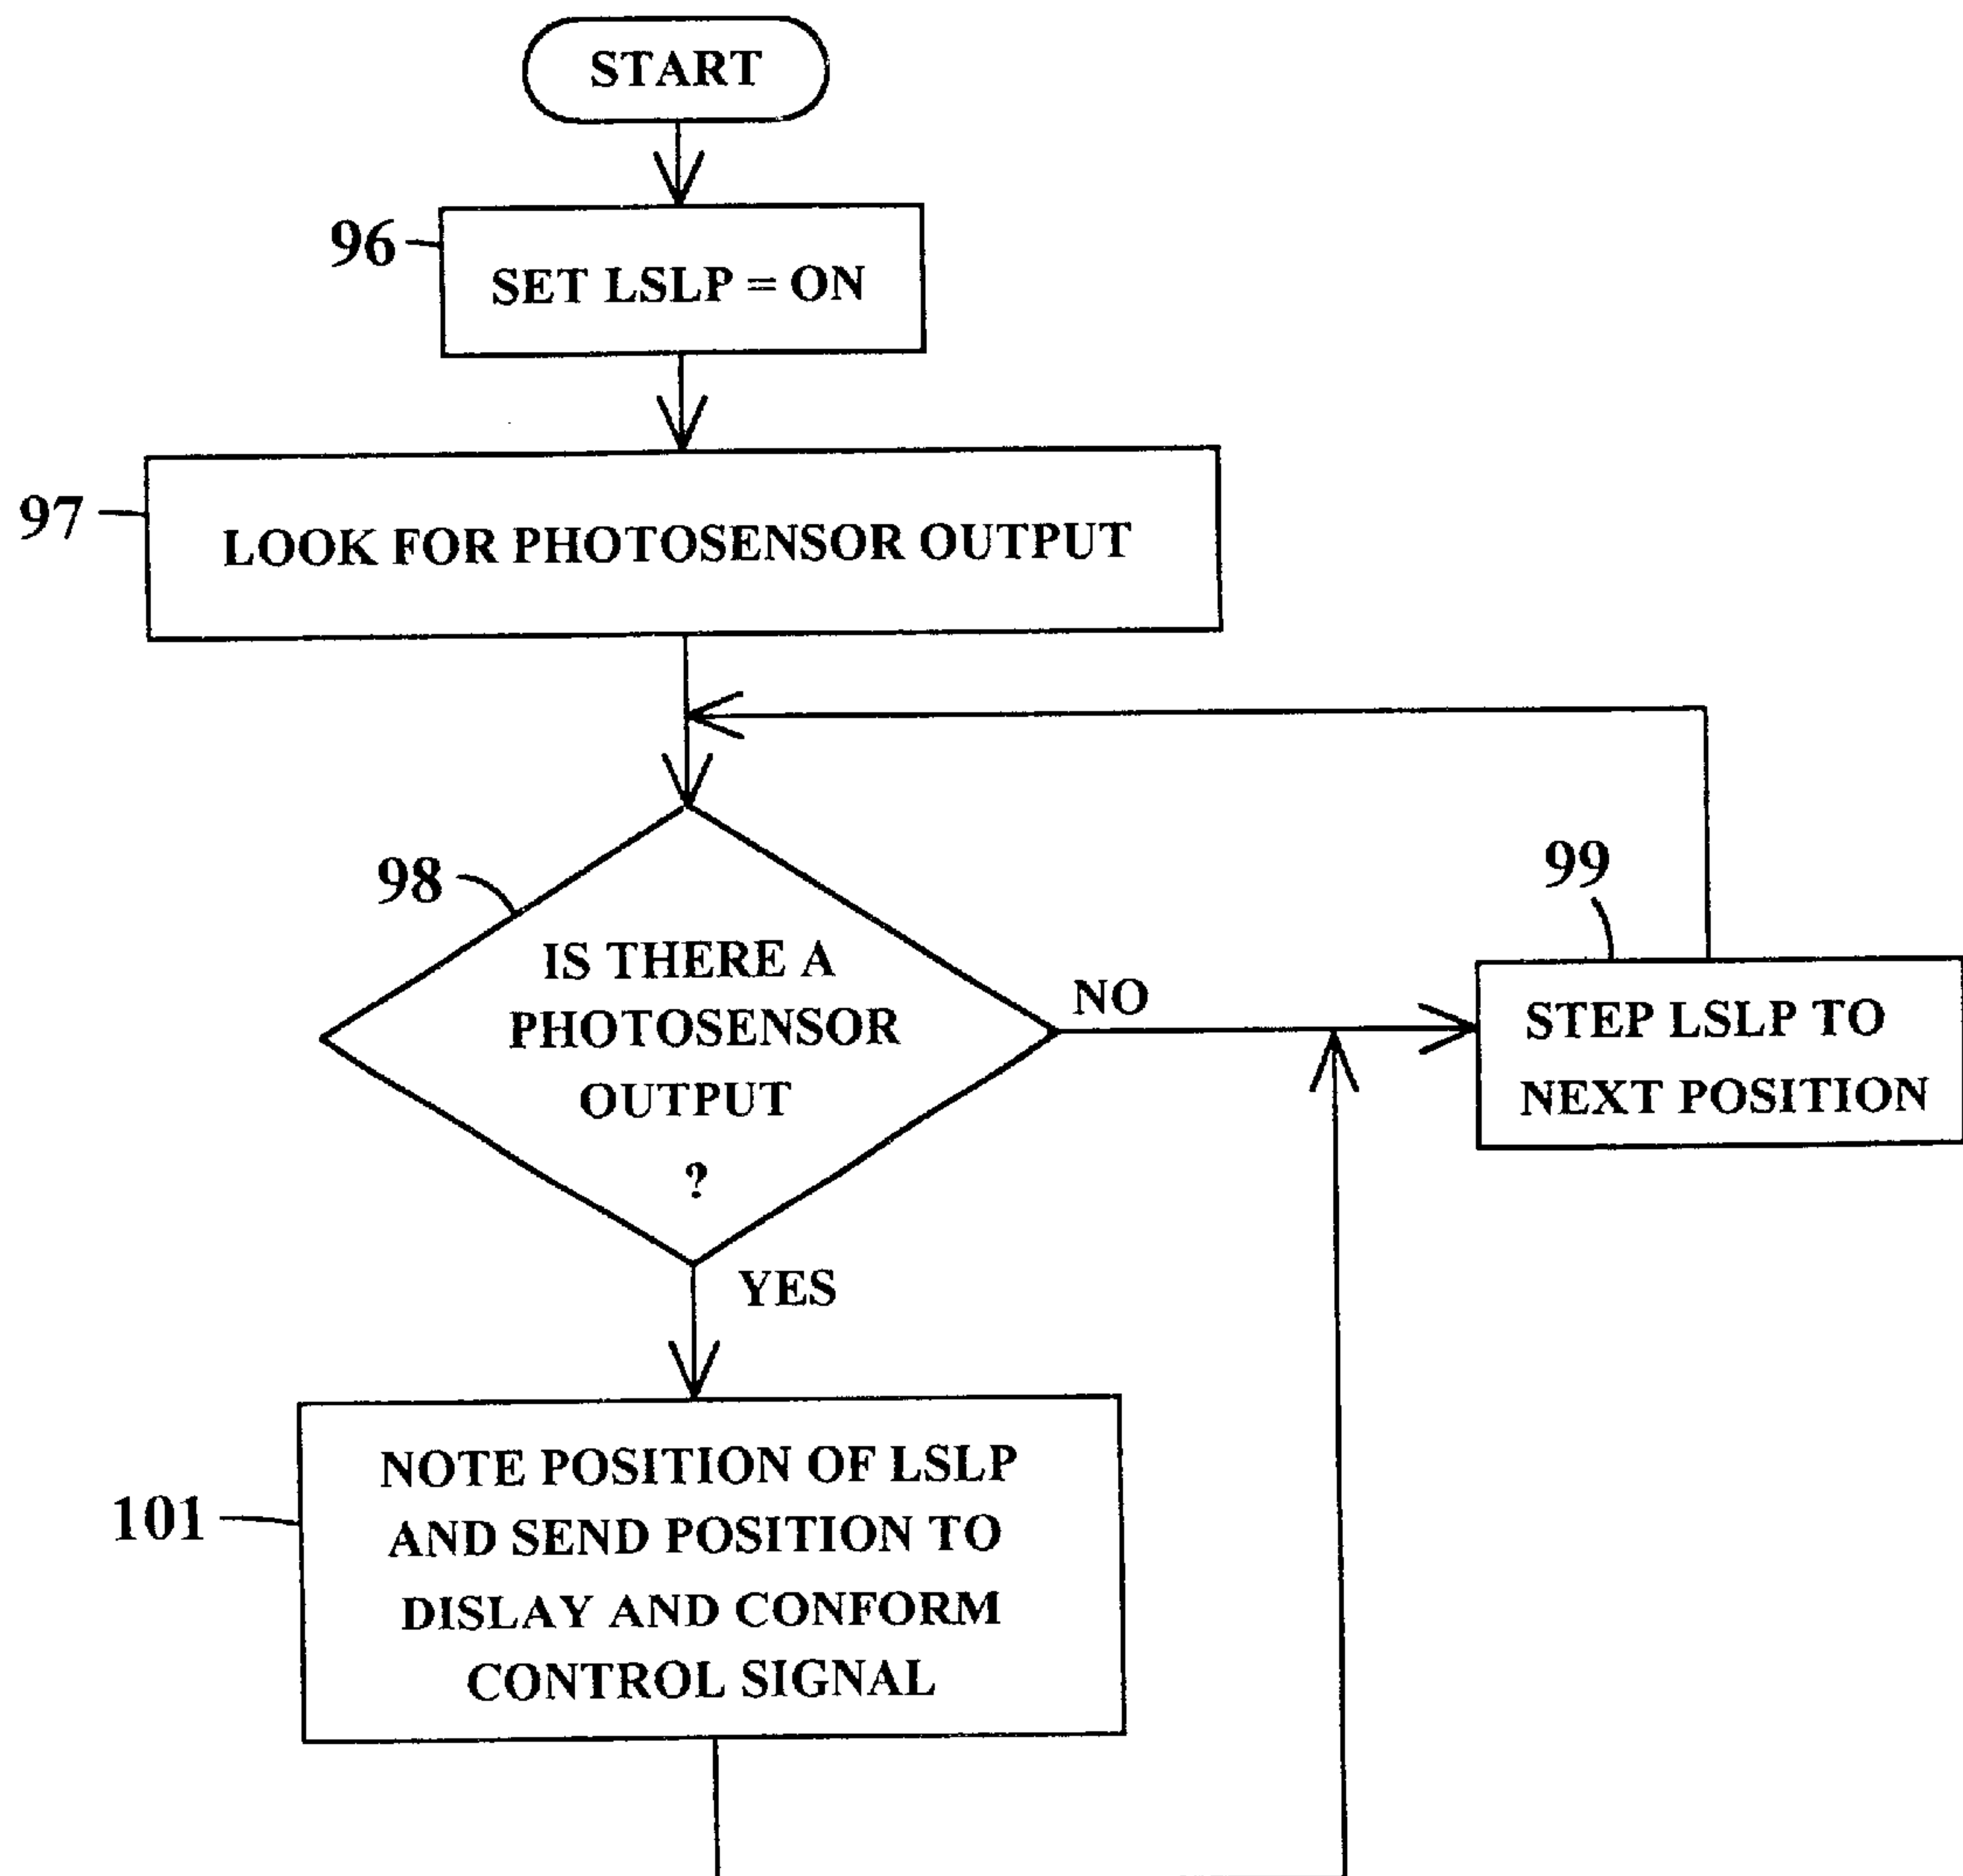 START
96
SET LSLP = ON
97
LOOK FOR PHOTOSENSOR OUTPUT
98
IS THERE A
PHOTOSENSOR
OUTPUT
?
NO
99
STEP LSLP TO
NEXT POSITION
YES
101
NOTE POSITION OF LSLP
AND SEND POSITION TO
DISLAY AND CONFORM
CONTROL SIGNAL